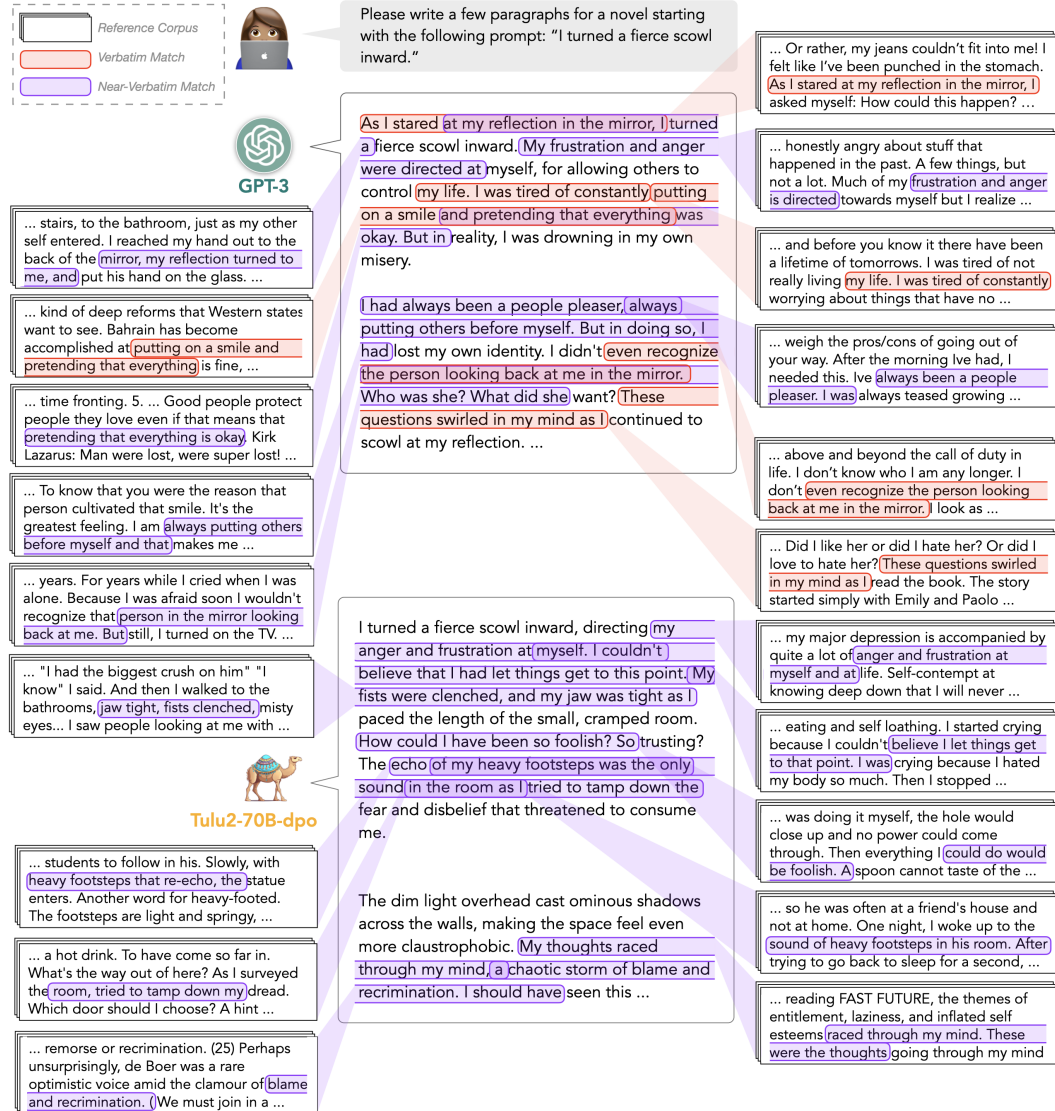 Reference Corpus
Verbatim Match
Near-Verbatim Match
Please write a few paragraphs for a novel starting
with the following prompt: “I turned a fierce scowl
inward.”
GPT-3
As I stared at my reflection in the mirror, I turned
a fierce scowl inward. My frustration and anger
were directed at myself, for allowing others to
control my life. I was tired of constantly putting
on a smile and pretending that everything was
okay. But in reality, I was drowning in my own
misery.
I had always been a people pleaser, always
putting others before myself. But in doing so, I
had lost my own identity. I didn't even recognize
the person looking back at me in the mirror.
Who was she? What did she want? These
questions swirled in my mind as I continued to
scowl at my reflection. ...
... stairs, to the bathroom, just as my other
self entered. I reached my hand out to the
back of the mirror, my reflection turned to
me, and put his hand on the glass. ...
... kind of deep reforms that Western states
want to see. Bahrain has become
accomplished at putting on a smile and
pretending that everything is fine, ...
... time fronting. 5. ... Good people protect
people they love even if that means that
pretending that everything is okay. Kirk
Lazarus: Man were lost, were super lost! ...
... To know that you were the reason that
person cultivated that smile. It's the
greatest feeling. I am always putting others
before myself and that makes me ...
... years. For years while I cried when I was
alone. Because I was afraid soon I wouldn't
recognize that person in the mirror looking
back at me. But still, I turned on the TV. ...
... "I had the biggest crush on him" "I
know" I said. And then I walked to the
bathrooms, jaw tight, fists clenched, misty
eyes... I saw people looking at me with ...
... Or rather, my jeans couldn’t fit into me! I
felt like I’ve been punched in the stomach.
As I stared at my reflection in the mirror, I
asked myself: How could this happen? ...
... honestly angry about stuff that
happened in the past. A few things, but
not a lot. Much of my frustration and anger
is directed towards myself but I realize ...
... and before you know it there have been
a lifetime of tomorrows. I was tired of not
really living my life. I was tired of constantly
worrying about things that have no ...
... weigh the pros/cons of going out of
your way. After the morning Ive had, I
needed this. Ive always been a people
pleaser. I was always teased growing ...
... above and beyond the call of duty in
life. I don’t know who I am any longer. I
don’t even recognize the person looking
back at me in the mirror. I look as ...
... Did I like her or did I hate her? Or did I
love to hate her? These questions swirled
in my mind as I read the book. The story
started simply with Emily and Paolo ...
Tulu2-70B-dpo
I turned a fierce scowl inward, directing my
anger and frustration at myself. I couldn't
believe that I had let things get to this point. My
fists were clenched, and my jaw was tight as I
paced the length of the small, cramped room.
How could I have been so foolish? So trusting?
The echo of my heavy footsteps was the only
sound in the room as I tried to tamp down the
fear and disbelief that threatened to consume
me.
The dim light overhead cast ominous shadows
across the walls, making the space feel even
more claustrophobic. My thoughts raced
through my mind, a chaotic storm of blame and
recrimination. I should have seen this ...
... students to follow in his. Slowly, with
heavy footsteps that re-echo, the statue
enters. Another word for heavy-footed.
The footsteps are light and springy, ...
... a hot drink. To have come so far in.
What's the way out of here? As I surveyed
the room, tried to tamp down my dread.
Which door should I choose? A hint ...
... remorse or recrimination. (25) Perhaps
unsurprisingly, de Boer was a rare
optimistic voice amid the clamour of blame
and recrimination. ( We must join in a ...
... my major depression is accompanied by
quite a lot of anger and frustration at
myself and at life. Self-contempt at
knowing deep down that I will never ...
... eating and self loathing. I started crying
because I couldn't believe I let things get
to that point. I was crying because I hated
my body so much. Then I stopped ...
... was doing it myself, the hole would
close up and no power could come
through. Then everything I could do would
be foolish. A spoon cannot taste of the ...
... so he was often at a friend's house and
not at home. One night, I woke up to the
sound of heavy footsteps in his room. After
trying to go back to sleep for a second, ...
... reading FAST FUTURE, the themes of
entitlement, laziness, and inflated self
esteems raced through my mind. These
were the thoughts going through my mind